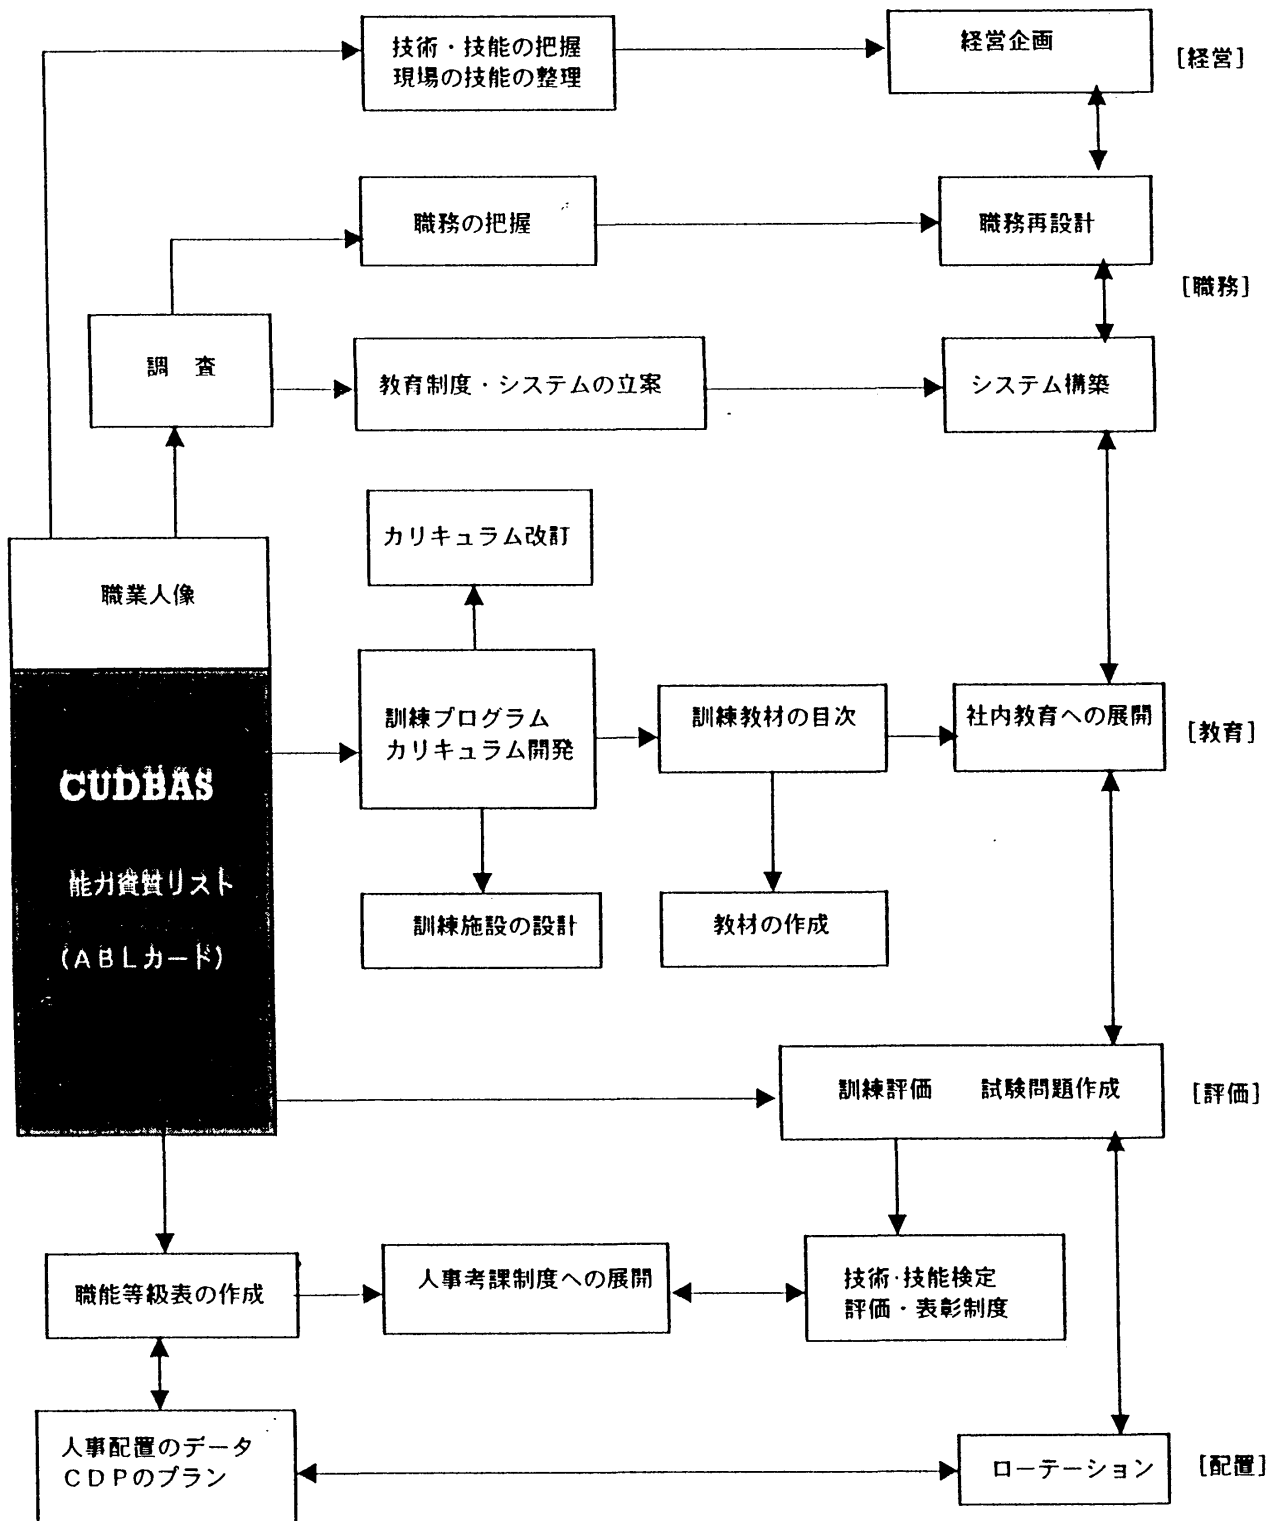 技術・技能の把握
現場の技能の整理
経営企画
[経営]
職務の把握
職務再設計
[職務]
調 査
教育制度・システムの立案
システム構築
カリキュラム改訂
職業人像
訓練プログラム
カリキュラム開発
訓練教材の目次
社内教育への展開
[教育]
CUDBAS
能力資質リスト
(ABLカード)
訓練施設の設計
教材の作成
訓練評価 試験問題作成
[評価]
職能等級表の作成
人事考課制度への展開
技術・技能検定
評価・表彰制度
人事配置のデータ
CDPのプラン
ローテーション
[配置]